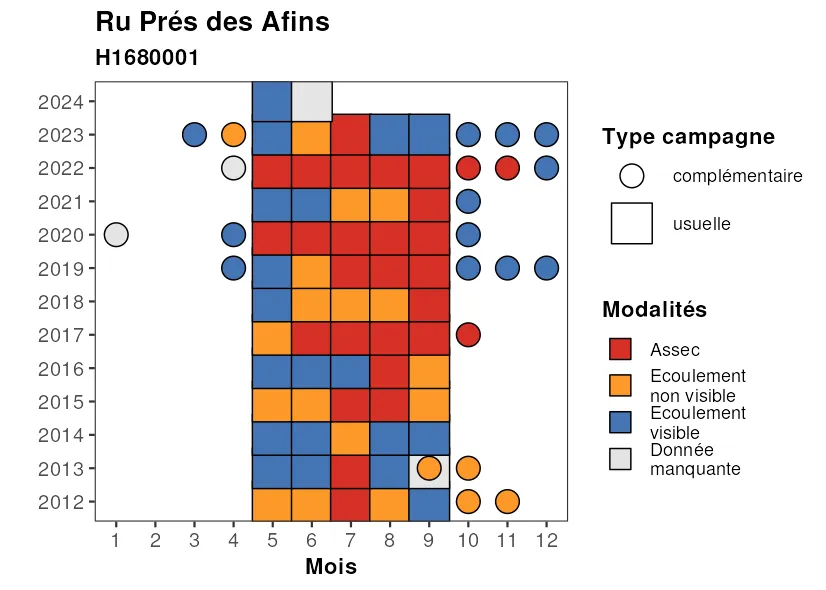 Ru Prés des Afins
H1680001
2024
2023
2022
2021
2020
2019
2018
2017
2016
2015
2014
2013
2012
1 2 3 4 5 6 7 8 9 10 11 12
Mois
Type campagne
complémentaire
usuelle
Modalités
Assec
Ecoulement
non visible
Ecoulement
visible
Donnée
manquante